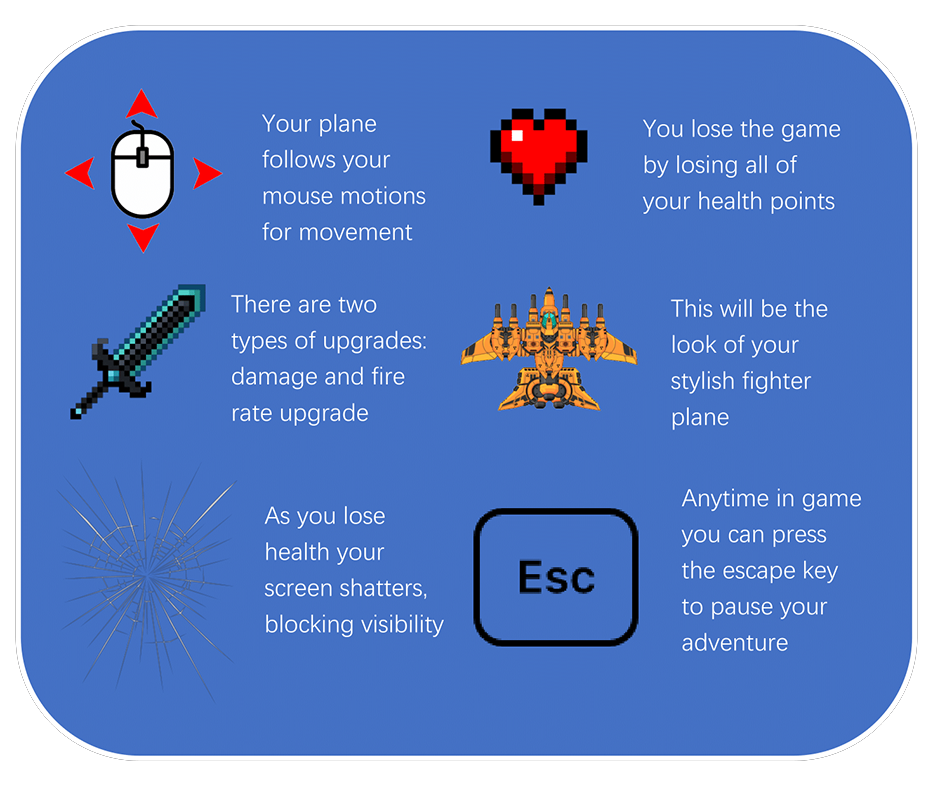 Your plane
follows your
mouse motions
for movement
You lose the game
by losing all of
your health points
There are two
types of upgrades:
damage and fire
rate upgrade
This will be the
look of your
stylish fighter
plane
As you lose
health your
screen shatters,
blocking visibility
Esc
Anytime in game
you can press
the escape key
to pause your
adventure